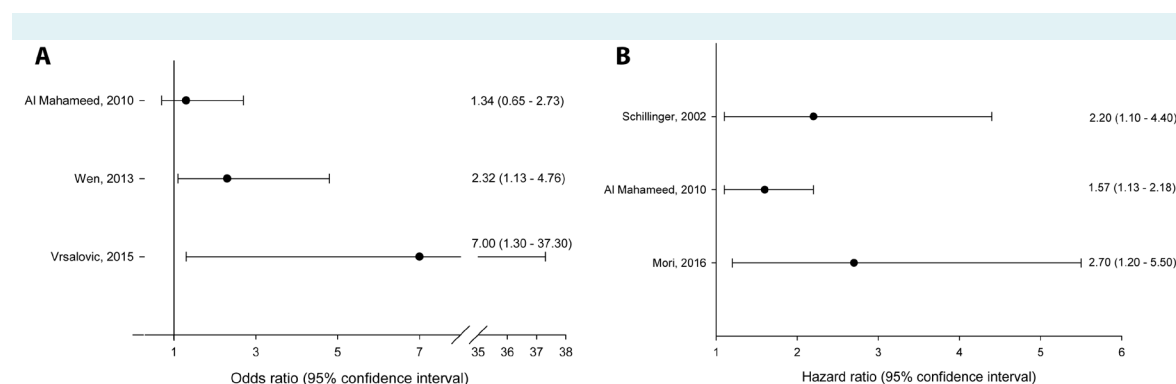 A
Al Mahameed, 2010
1.34 (0.65 - 2.73)
Wen, 2013
2.32 (1.13 - 4.76)
7.00 (1.30 - 37.30)
Vrsalovic, 2015
1 3 5 7 35 36 37 38
Odds ratio (95% confidence interval)
B
Schillinger, 2002
2.20 (1.10 - 4.40)
Al Mahameed, 2010
1.57 (1.13 - 2.18)
Mori, 2016
2.70 (1.20 - 5.50)
1 2 3 4 5 6
Hazard ratio (95% confidence interval)